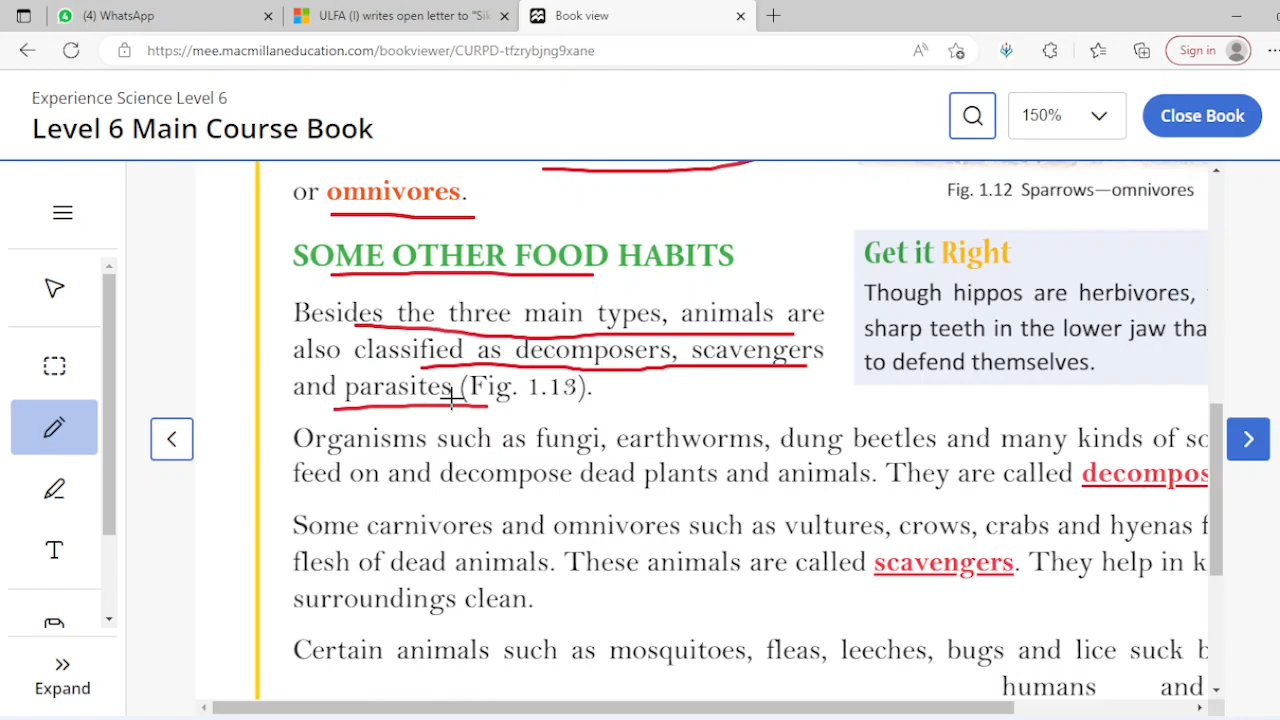 (4) WhatsApp
ULFA (I) writes open letter to "Sik
Book view
https://mee.macmillaneducation.com/bookviewer/CURPD-tfzrybjng9xane
Sign in
Experience Science Level 6
Level 6 Main Course Book
150%
Close Book
or omnivores.
Fig. 1.12 Sparrows—omnivores
SOME OTHER FOOD HABITS
Get it Right
Though hippos are herbivores,
sharp teeth in the lower jaw tha
to defend themselves.
Besides the three main types, animals are
also classified as decomposers, scavengers
and parasites (Fig. 1.13).
Organisms such as fungi, earthworms, dung beetles and many kinds of so
feed on and decompose dead plants and animals. They are called decompos
Some carnivores and omnivores such as vultures, crows, crabs and hyenas f
flesh of dead animals. These animals are called scavengers. They help in k
surroundings clean.
Certain animals such as mosquitoes, fleas, leeches, bugs and lice suck b
humans and
T
Expand